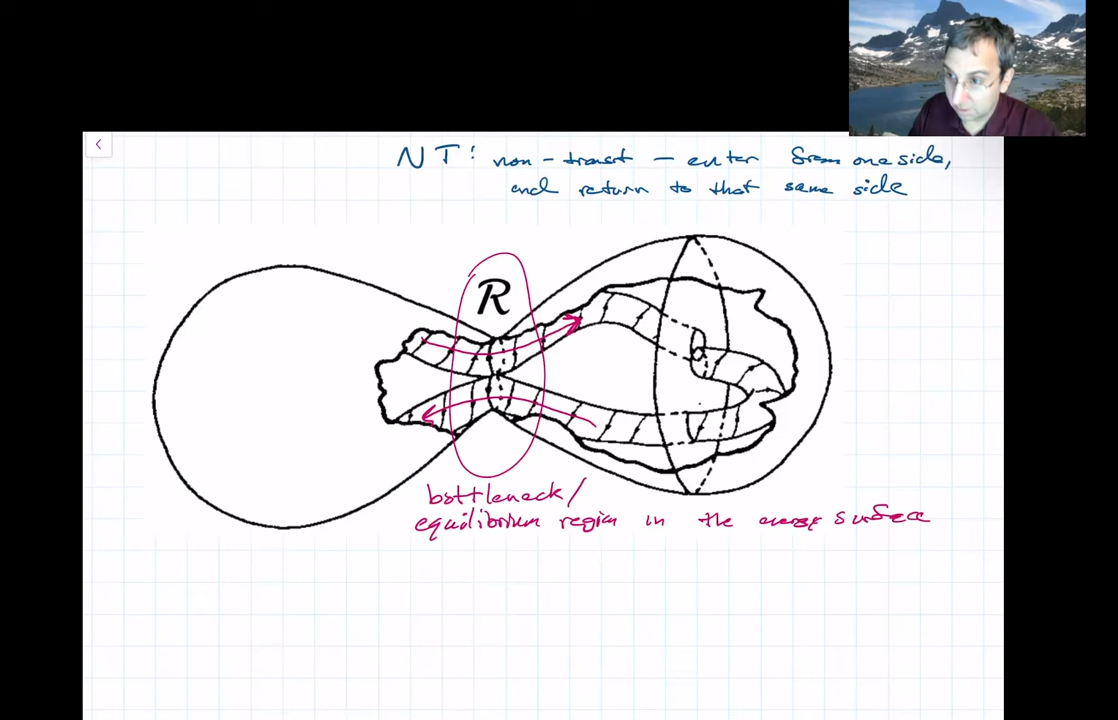 NT: non-transit - enter from one side,
and return to that same side
R
bottleneck/
equilibrium region in the energy surface